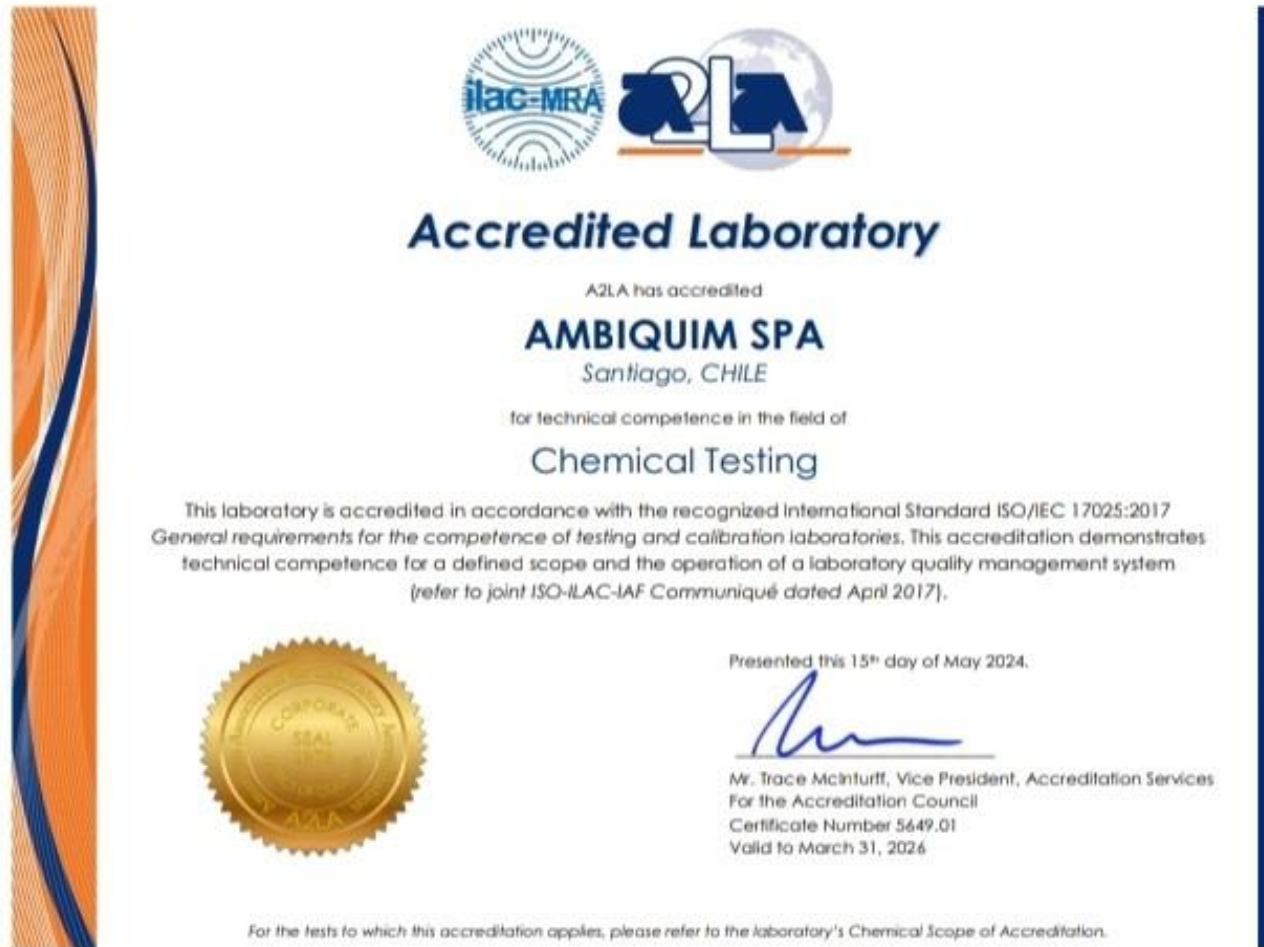 ilac-MRA
A2LA
Accredited Laboratory
A2LA has accredited
AMBIQUIM SPA
Santiago, CHILE
for technical competence in the field of
Chemical Testing
This laboratory is accredited in accordance with the recognized International Standard ISO/IEC 17025:2017
General requirements for the competence of testing and calibration laboratories. This accreditation demonstrates
technical competence for a defined scope and the operation of a laboratory quality management system
(refer to joint ISO-ILAC-IAF Communiqué dated April 2017).
CORPORATE
SEAL
A2LA
Presented this 15th day of May 2024.
Mr. Trace McInturff, Vice President, Accreditation Services
For the Accreditation Council
Certificate Number 5649.01
Valid to March 31, 2026
For the tests to which this accreditation applies, please refer to the laboratory's Chemical Scope of Accreditation.